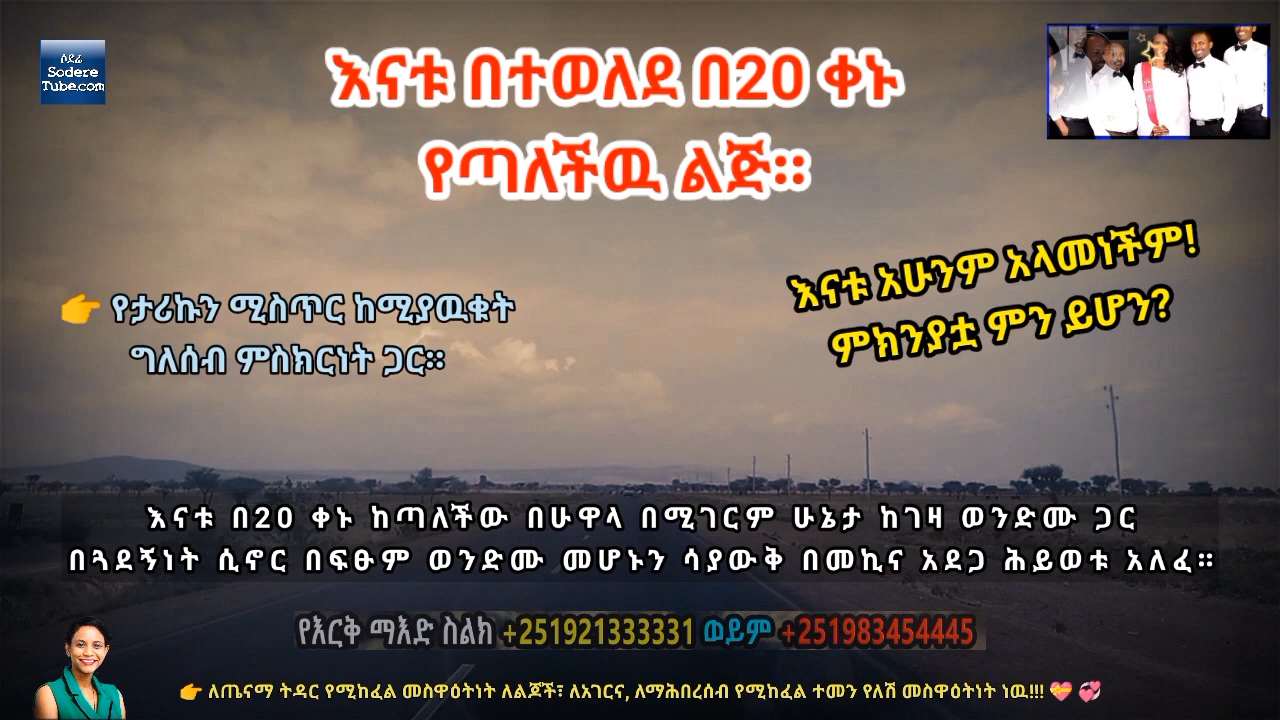 ሶደሬ
Sodere
Tube.com
እናቱ በተወለደ በ20 ቀኑ
የጣለችዉ ልጅ።
እናቱ አሁንም አላመነችም!
ምክንያቷ ምን ይሆን?
👉 የታሪኩን ሚስጥር ከሚያዉቁት
ግለሰብ ምስክርነት ጋር።
እናቱ በ20 ቀኑ ከጣለችው በሁዋላ በሚገርም ሁኔታ ከገዛ ወንድሙ ጋር
በጓደኝነት ሲኖር በፍፁም ወንድሙ መሆኑን ሳያውቅ በመኪና አደጋ ሕይወቱ አለፈ።
የእርቅ ማእድ ስልክ +251921333331 ወይም +251983454445
👉 ለጤናማ ትዳር የሚከፈል መስዋዕትነት ለልጆች፣ ለአገርና, ለማሕበረሰብ የሚከፈል ተመን የለሽ መስዋዕትነት ነዉ!!! 💝 💞